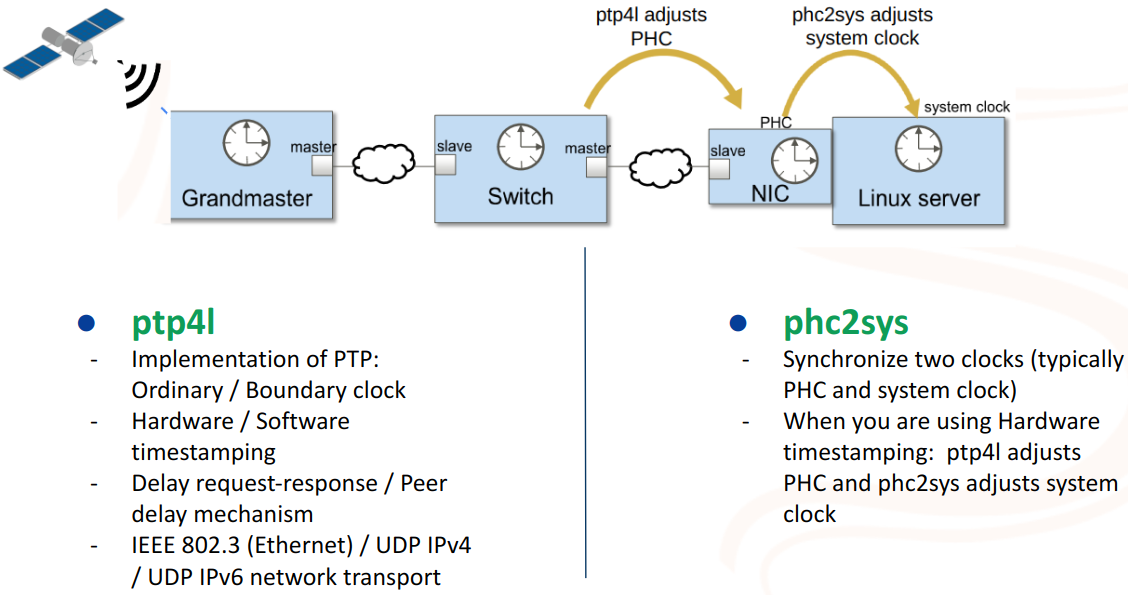 ptp4l adjusts
PHC
phc2sys adjusts
system clock
system clock
PHC
master
slave
master
slave
Grandmaster
Switch
NIC
Linux server
● ptp4l
- Implementation of PTP:
Ordinary / Boundary clock
- Hardware / Software
timestamping
- Delay request-response / Peer
delay mechanism
- IEEE 802.3 (Ethernet) / UDP IPv4
/ UDP IPv6 network transport
● phc2sys
- Synchronize two clocks (typically
PHC and system clock)
- When you are using Hardware
timestamping: ptp4l adjusts
PHC and phc2sys adjusts system
clock